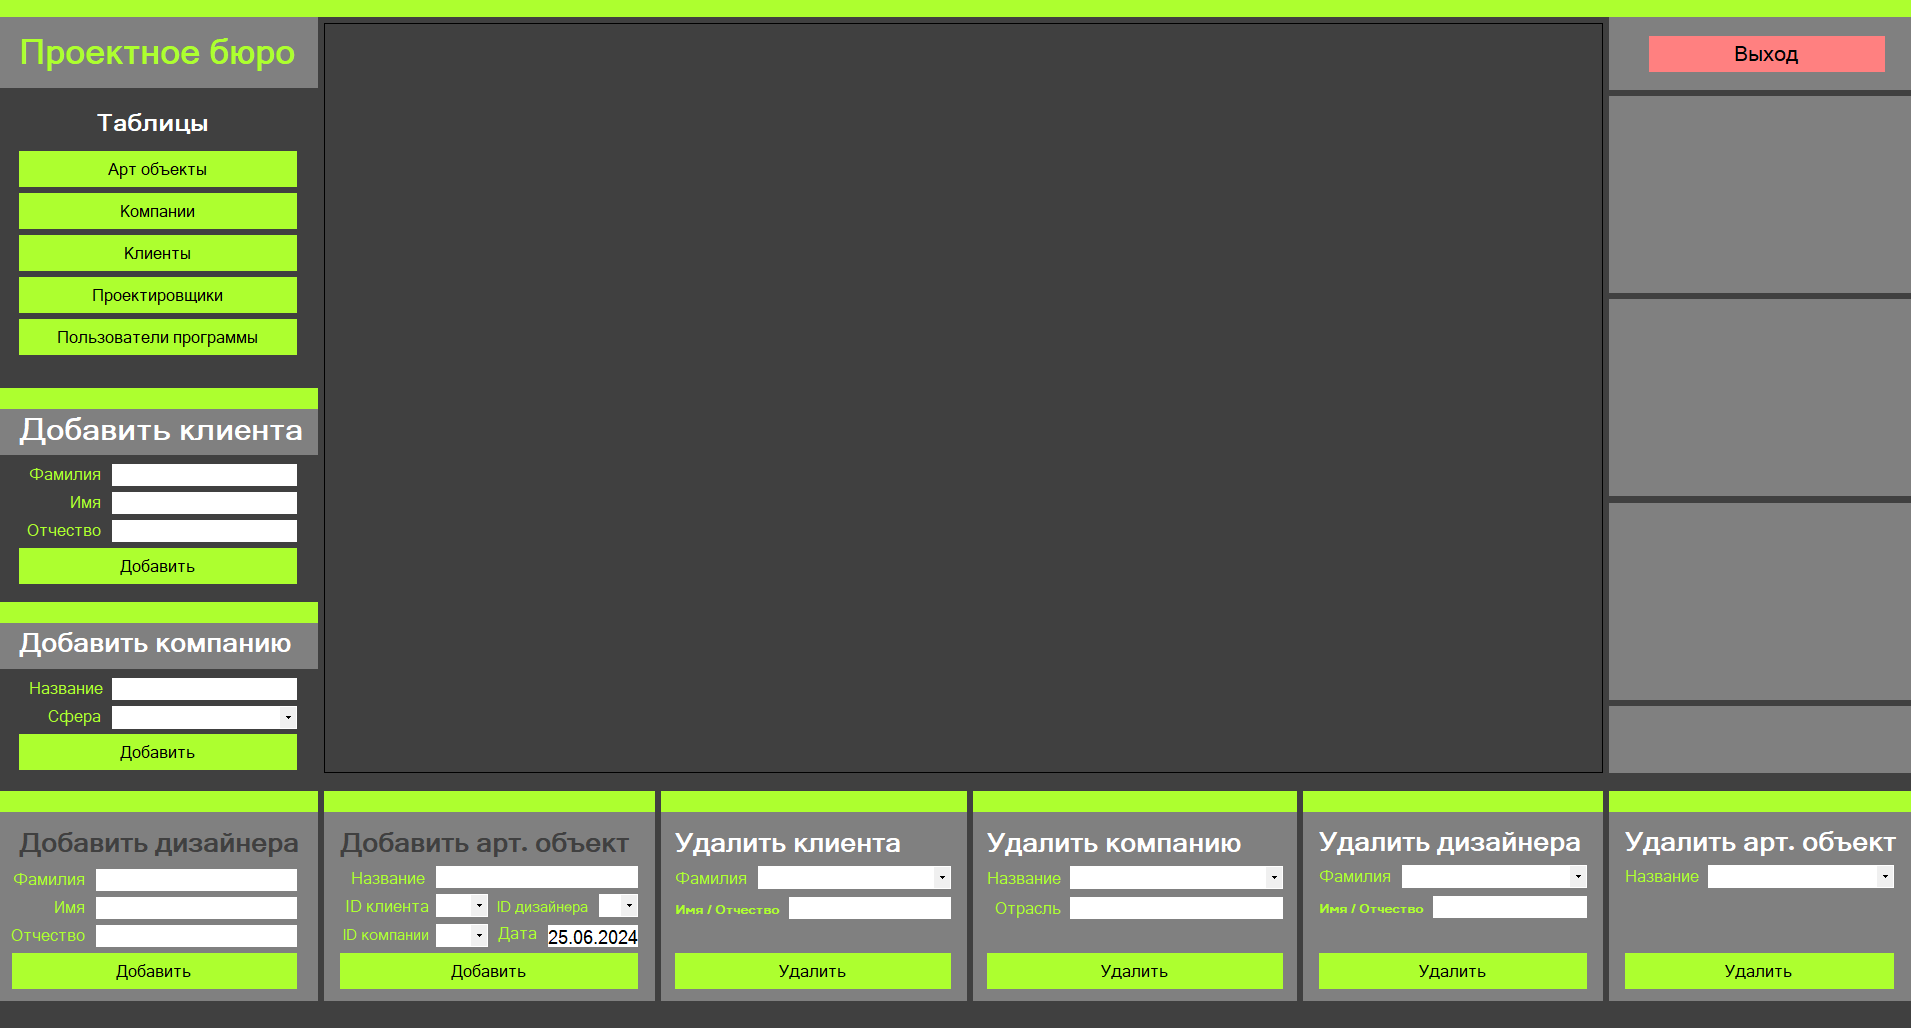 Проектное бюро
Выход
Таблицы
Арт объекты
Компании
Клиенты
Проектировщики
Пользователи программы
Добавить клиента
Фамилия
Имя
Отчество
Добавить
Добавить компанию
Название
Сфера
Добавить
Добавить дизайнера
Фамилия
Имя
Отчество
Добавить
Добавить арт. объект
Название
ID клиента ID дизайнера
ID компании Дата 25.06.2024
Добавить
Удалить клиента
Фамилия
Имя / Отчество
Удалить
Удалить компанию
Название
Отрасль
Удалить
Удалить дизайнера
Фамилия
Имя / Отчество
Удалить
Удалить арт. объект
Название
Удалить